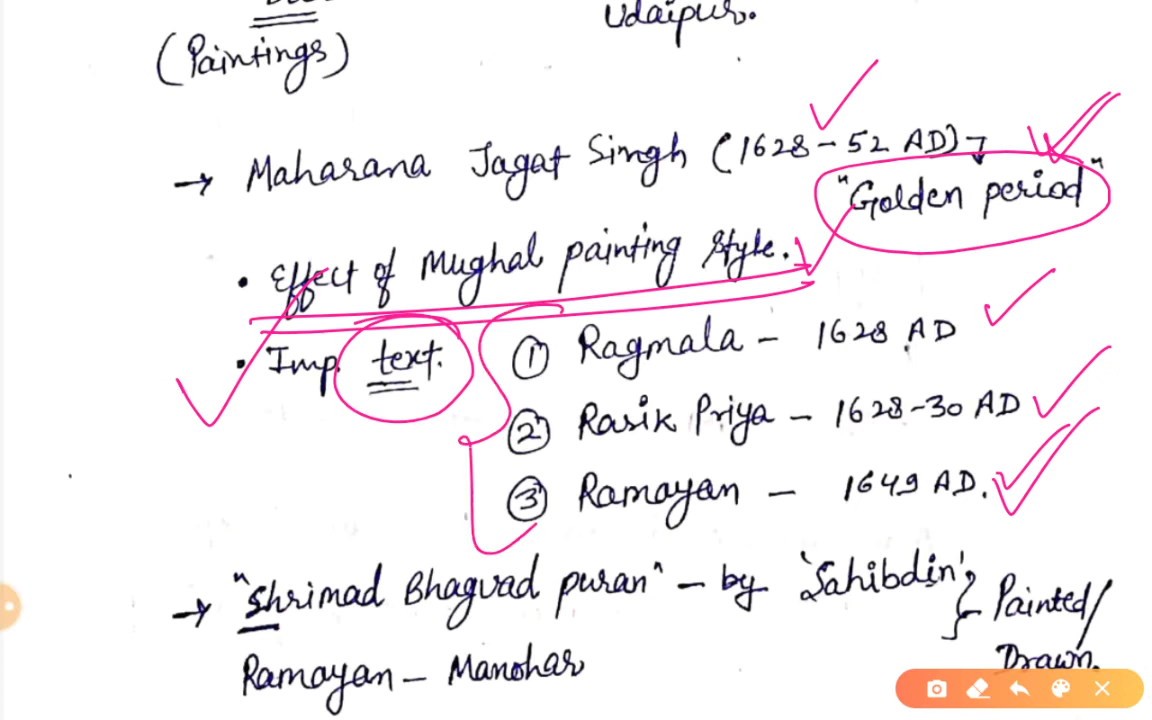 (Paintings)
Udaipur.
→ Maharana Jagat Singh (1628-52 AD) →
"Golden period"
• Effect of Mughal painting style.
• Imp. text. ① Ragmala - 1628 AD
② Rasik Priya - 1628-30 AD
③ Ramayan - 1649 AD.
→ "Shrimad Bhagvad puran" - by 'Sahibdin' } Painted/
Drawn.
Ramayan - Manohar